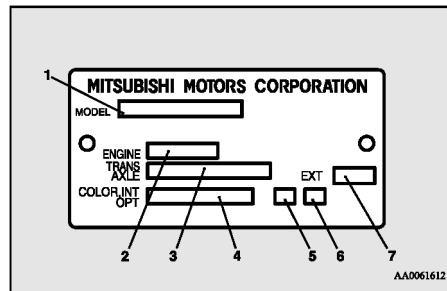 1
MITSUBISHI MOTORS CORPORATION
MODEL
ENGINE
TRANS
AXLE
EXT
COLOR,INT
OPT
2 3 4 5 6 7
AA0061612